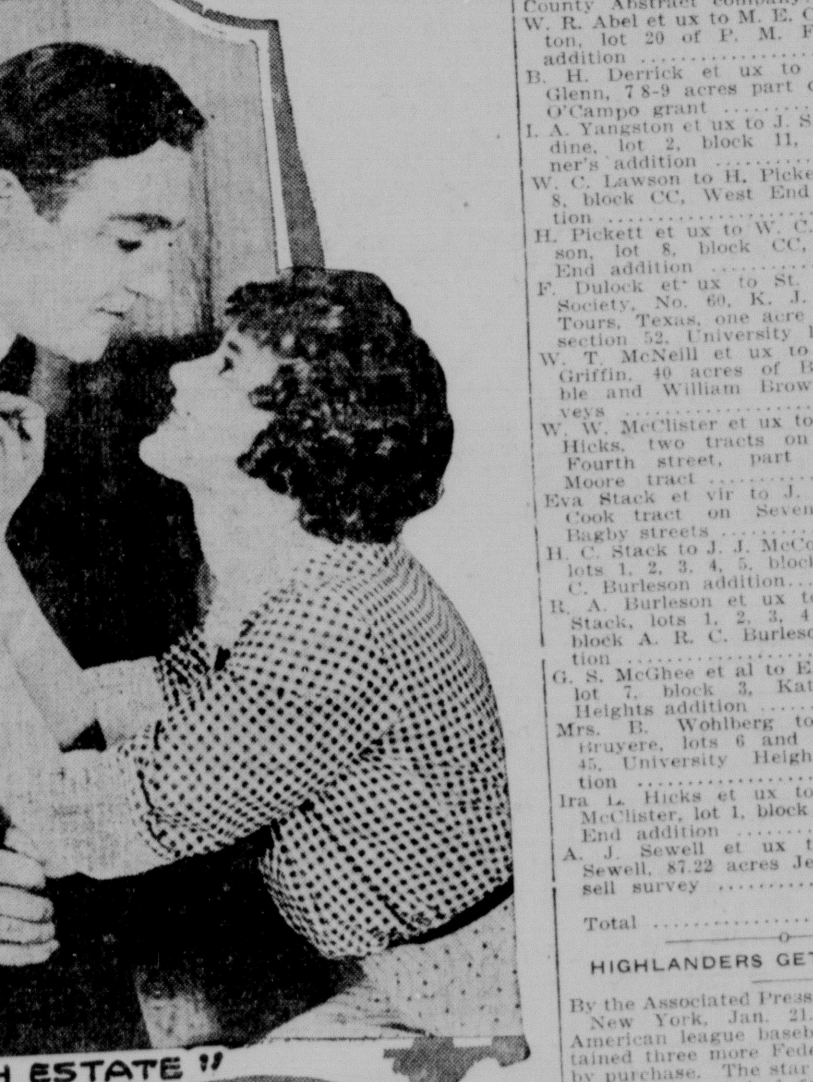 H ESTATE"
County Abstract company:
W. R. Abel et ux to M. E. C
ton, lot 20 of P. M. F
addition
B. H. Derrick et ux to
Glenn, 7 8-9 acres part
O'Campo grant
I. A. Yangston et ux to J. S
dine, lot 2, block 11,
ner's addition
W. C. Lawson to H. Picke
8, block CC, West End
tion
H. Pickett et ux to W. C.
son, lot 8, block CC,
End addition
F. Dulock et ux to St.
Society, No. 60, K. J.
Tours, Texas, one acre
section 52, University
W. T. McNeill et ux to
Griffin, 40 acres of B
ble and William Brow
veys
W. W. McClister et ux to
Hicks, two tracts on
Fourth street, part
Moore tract
Eva Stack et vir to J.
Cook tract on Seven
Bagby streets
H. C. Stack to J. J. McCo
lots 1, 2, 3, 4, 5, block
C. Burleson addition...
R. A. Burleson et ux to
Stack, lots 1, 2, 3, 4
block A. R. C. Burleso
tion
G. S. McGhee et al to E
lot 7, block 3, Kat
Heights addition
Mrs. B. Wohlberg to
Bruyere, lots 6 and
45, University Heigh
tion
Ira L. Hicks et ux to
McClister, lot 1, block
End addition
A. J. Sewell et ux t
Sewell, 87.22 acres Je
sell survey
Total
HIGHLANDERS GET
By the Associated Press
New York, Jan. 21.
American league baseb
tained three more Fede
by purchase. The star